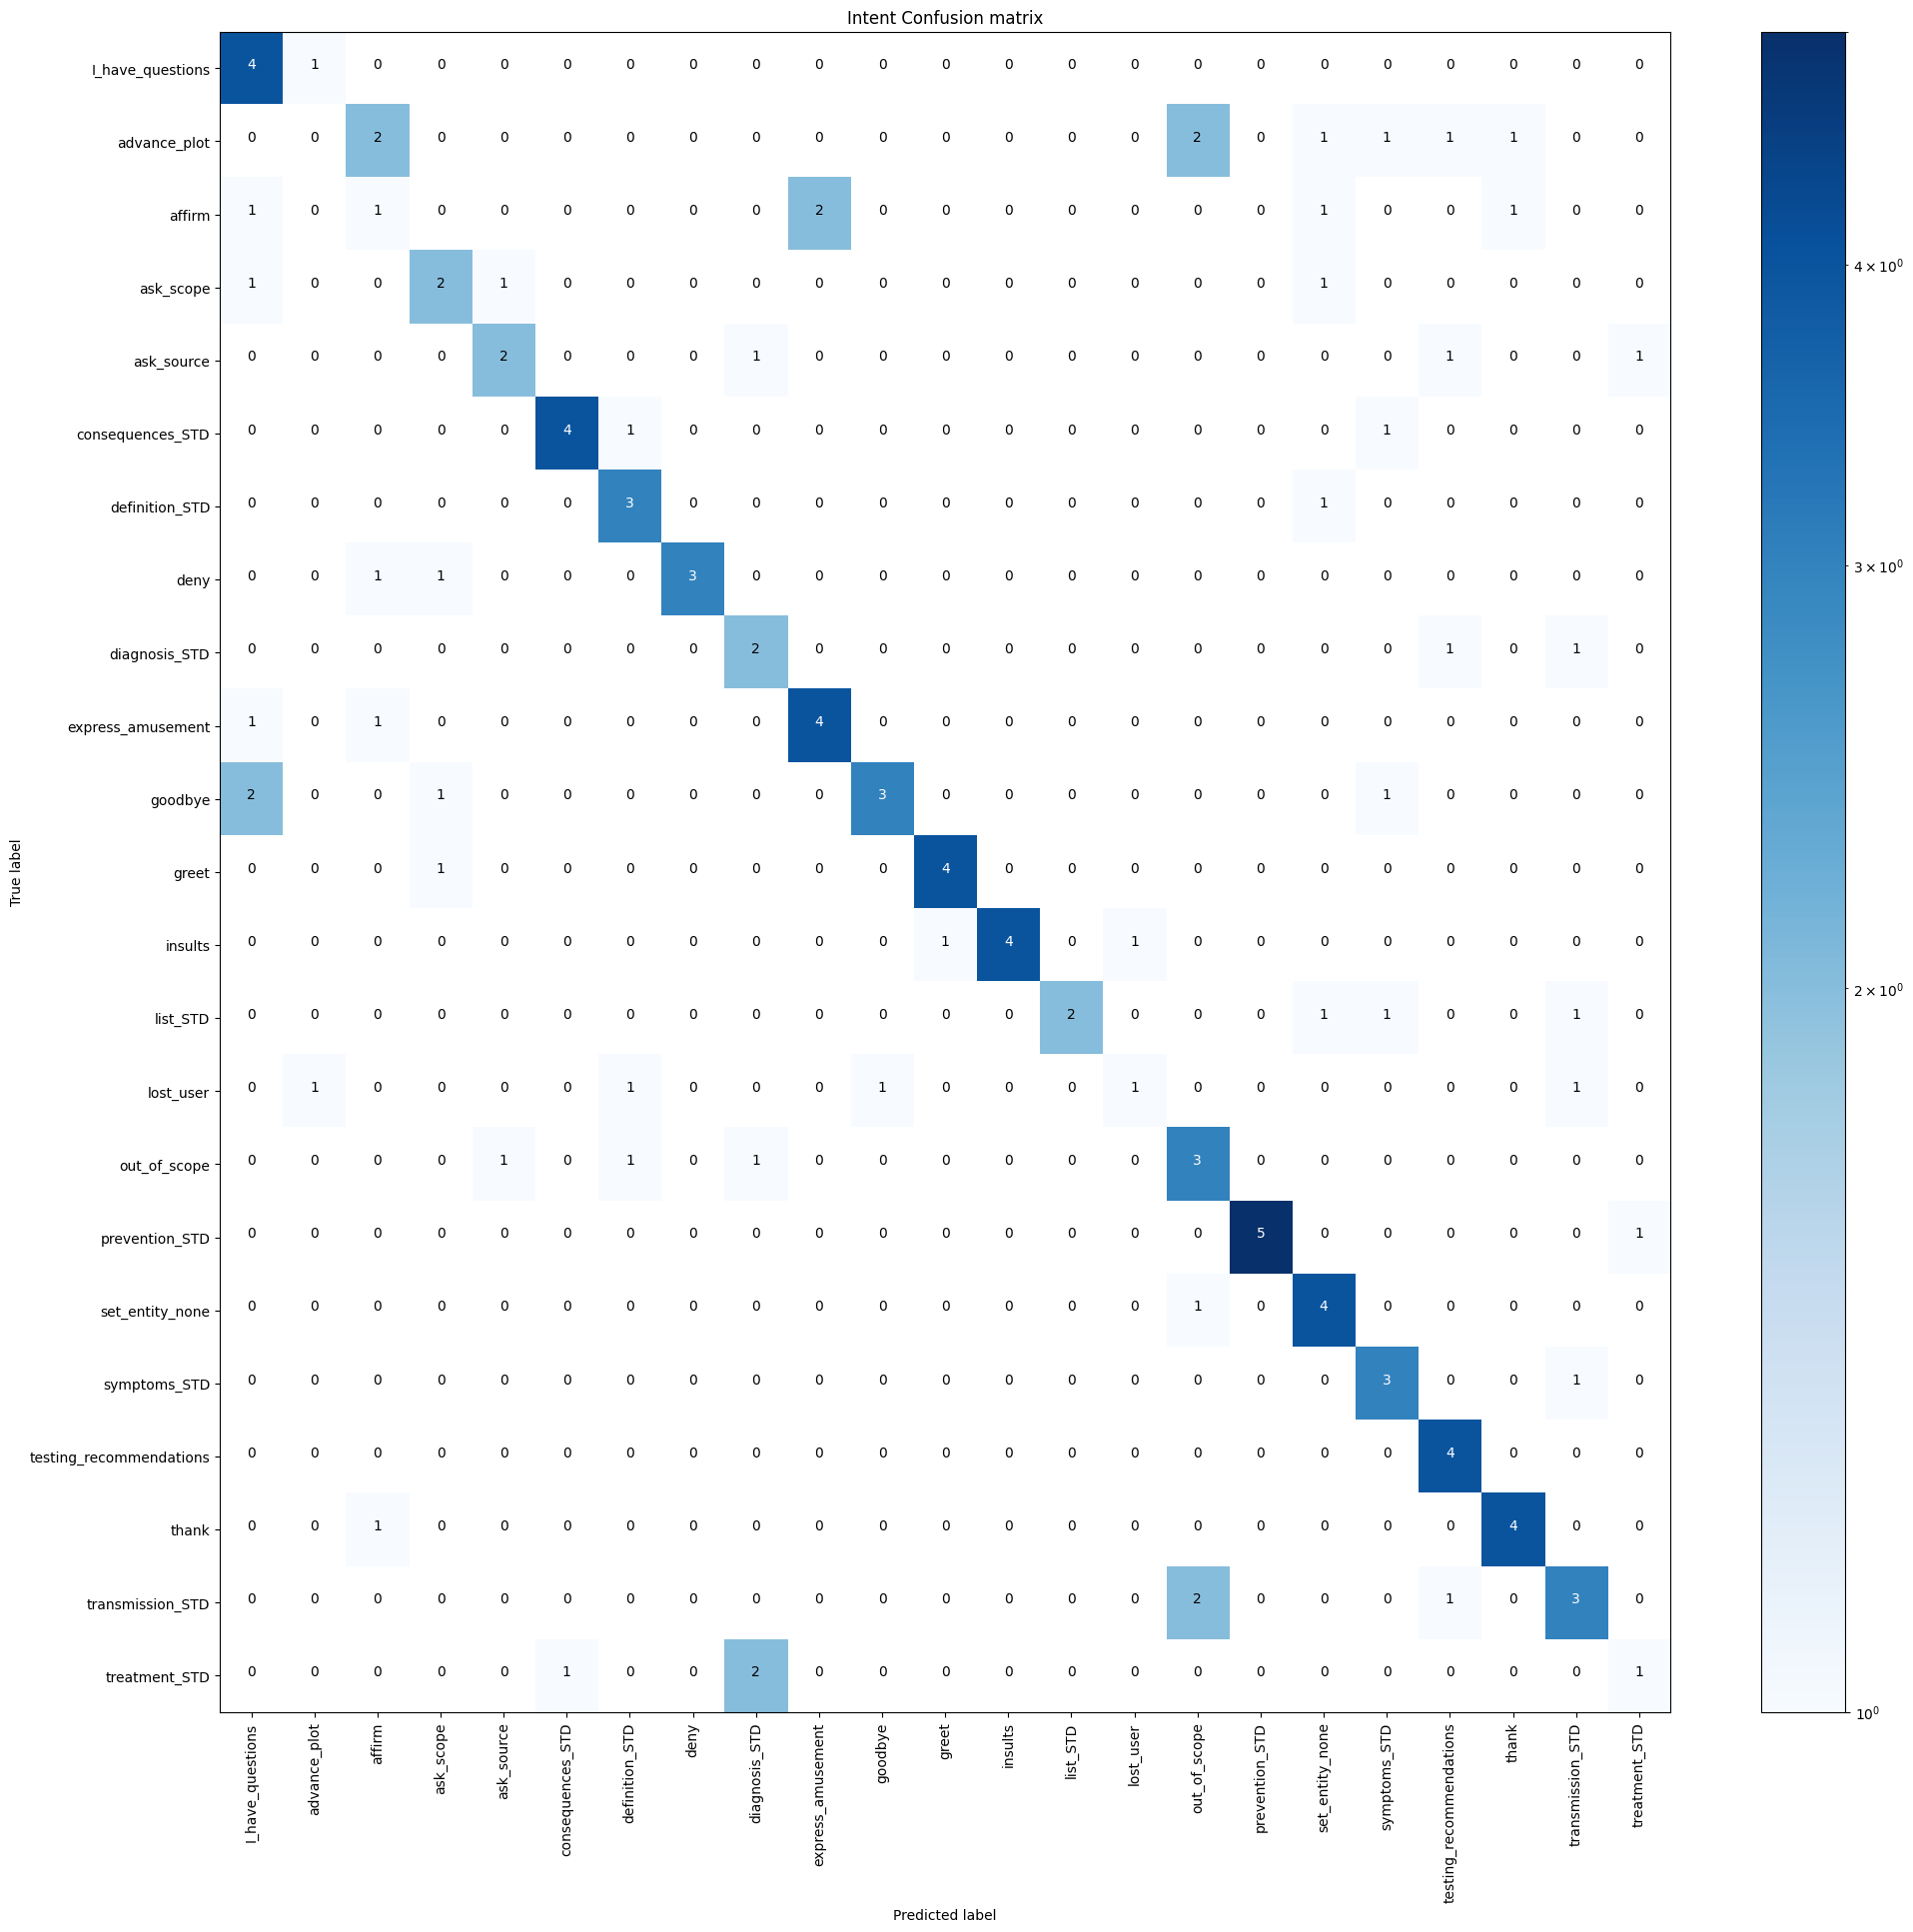 Intent Confusion matrix
I_have_questions 4 1 0 0 0 0 0 0 0 0 0 0 0 0 0 0 0 0 0 0 0 0 0
advance_plot 0 0 2 0 0 0 0 0 0 0 0 0 0 0 0 2 0 1 1 1 1 0 0
affirm 1 0 1 0 0 0 0 0 0 2 0 0 0 0 0 0 0 1 0 0 1 0 0
ask_scope 1 0 0 2 1 0 0 0 0 0 0 0 0 0 0 0 0 1 0 0 0 0 0
4 × 10⁰
ask_source 0 0 0 0 2 0 0 0 1 0 0 0 0 0 0 0 0 0 0 1 0 0 1
consequences_STD 0 0 0 0 0 4 1 0 0 0 0 0 0 0 0 0 0 0 1 0 0 0 0
definition_STD 0 0 0 0 0 0 3 0 0 0 0 0 0 0 0 0 0 1 0 0 0 0 0
3 × 10⁰
deny 0 0 1 1 0 0 0 3 0 0 0 0 0 0 0 0 0 0 0 0 0 0 0
diagnosis_STD 0 0 0 0 0 0 0 0 2 0 0 0 0 0 0 0 0 0 0 1 0 1 0
express_amusement 1 0 1 0 0 0 0 0 0 4 0 0 0 0 0 0 0 0 0 0 0 0 0
goodbye 2 0 0 1 0 0 0 0 0 0 3 0 0 0 0 0 0 0 1 0 0 0 0
True label
greet 0 0 0 1 0 0 0 0 0 0 0 4 0 0 0 0 0 0 0 0 0 0 0
insults 0 0 0 0 0 0 0 0 0 0 0 1 4 0 1 0 0 0 0 0 0 0 0
2 × 10⁰
list_STD 0 0 0 0 0 0 0 0 0 0 0 0 0 2 0 0 0 1 1 0 0 1 0
lost_user 0 1 0 0 0 0 1 0 0 0 1 0 0 0 1 0 0 0 0 0 0 1 0
out_of_scope 0 0 0 0 1 0 1 0 1 0 0 0 0 0 0 3 0 0 0 0 0 0 0
prevention_STD 0 0 0 0 0 0 0 0 0 0 0 0 0 0 0 0 5 0 0 0 0 0 1
set_entity_none 0 0 0 0 0 0 0 0 0 0 0 0 0 0 0 1 0 4 0 0 0 0 0
symptoms_STD 0 0 0 0 0 0 0 0 0 0 0 0 0 0 0 0 0 0 3 0 0 1 0
testing_recommendations 0 0 0 0 0 0 0 0 0 0 0 0 0 0 0 0 0 0 0 4 0 0 0
thank 0 0 1 0 0 0 0 0 0 0 0 0 0 0 0 0 0 0 0 0 4 0 0
transmission_STD 0 0 0 0 0 0 0 0 0 0 0 0 0 0 0 2 0 0 0 1 0 3 0
treatment_STD 0 0 0 0 0 1 0 0 2 0 0 0 0 0 0 0 0 0 0 0 0 0 1
10⁰
I_have_questions
advance_plot
affirm
ask_scope
ask_source
consequences_STD
definition_STD
deny
diagnosis_STD
express_amusement
goodbye
greet
insults
list_STD
lost_user
out_of_scope
prevention_STD
set_entity_none
symptoms_STD
testing_recommendations
thank
transmission_STD
treatment_STD
Predicted label